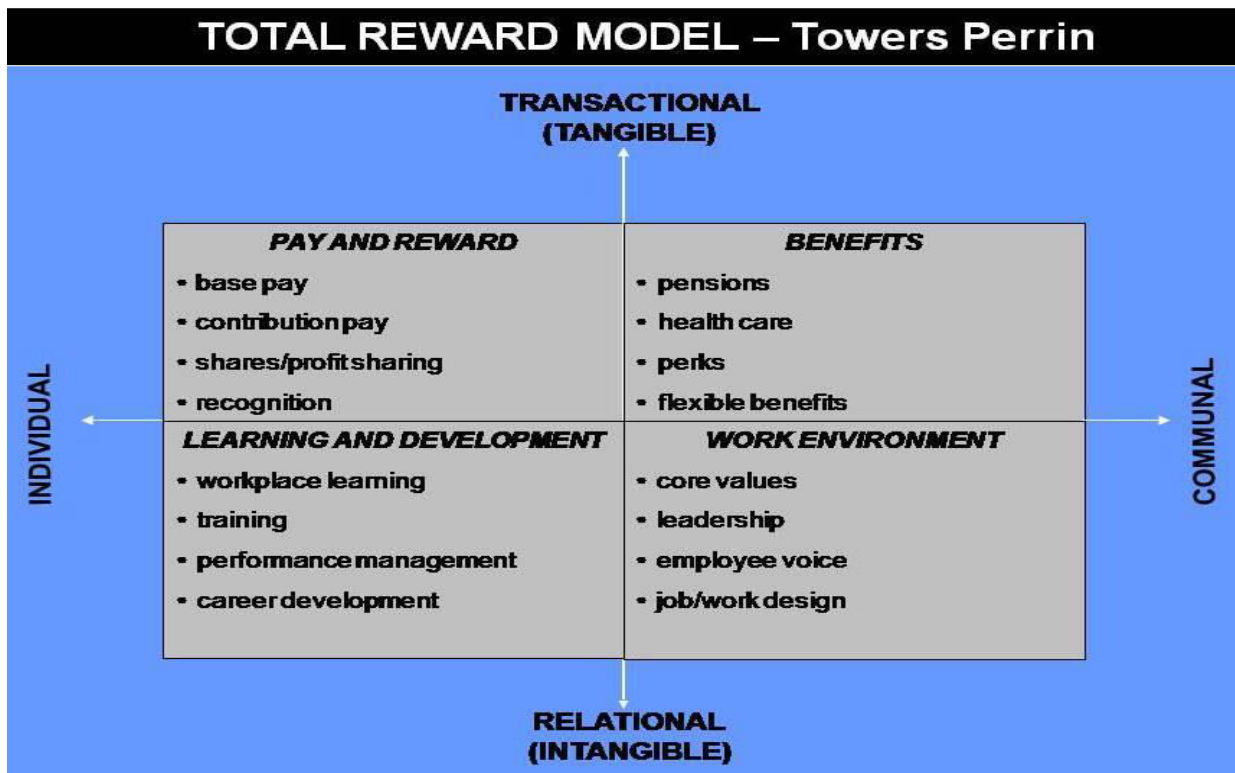 TOTAL REWARD MODEL – Towers Perrin
TRANSACTIONAL
(TANGIBLE)
INDIVIDUAL
PAY AND REWARD
• base pay
• contribution pay
• shares/profit sharing
• recognition
BENEFITS
• pensions
• health care
• perks
• flexible benefits
LEARNING AND DEVELOPMENT
• workplace learning
• training
• performance management
• career development
WORK ENVIRONMENT
• core values
• leadership
• employee voice
• job/work design
COMMUNAL
RELATIONAL
(INTANGIBLE)